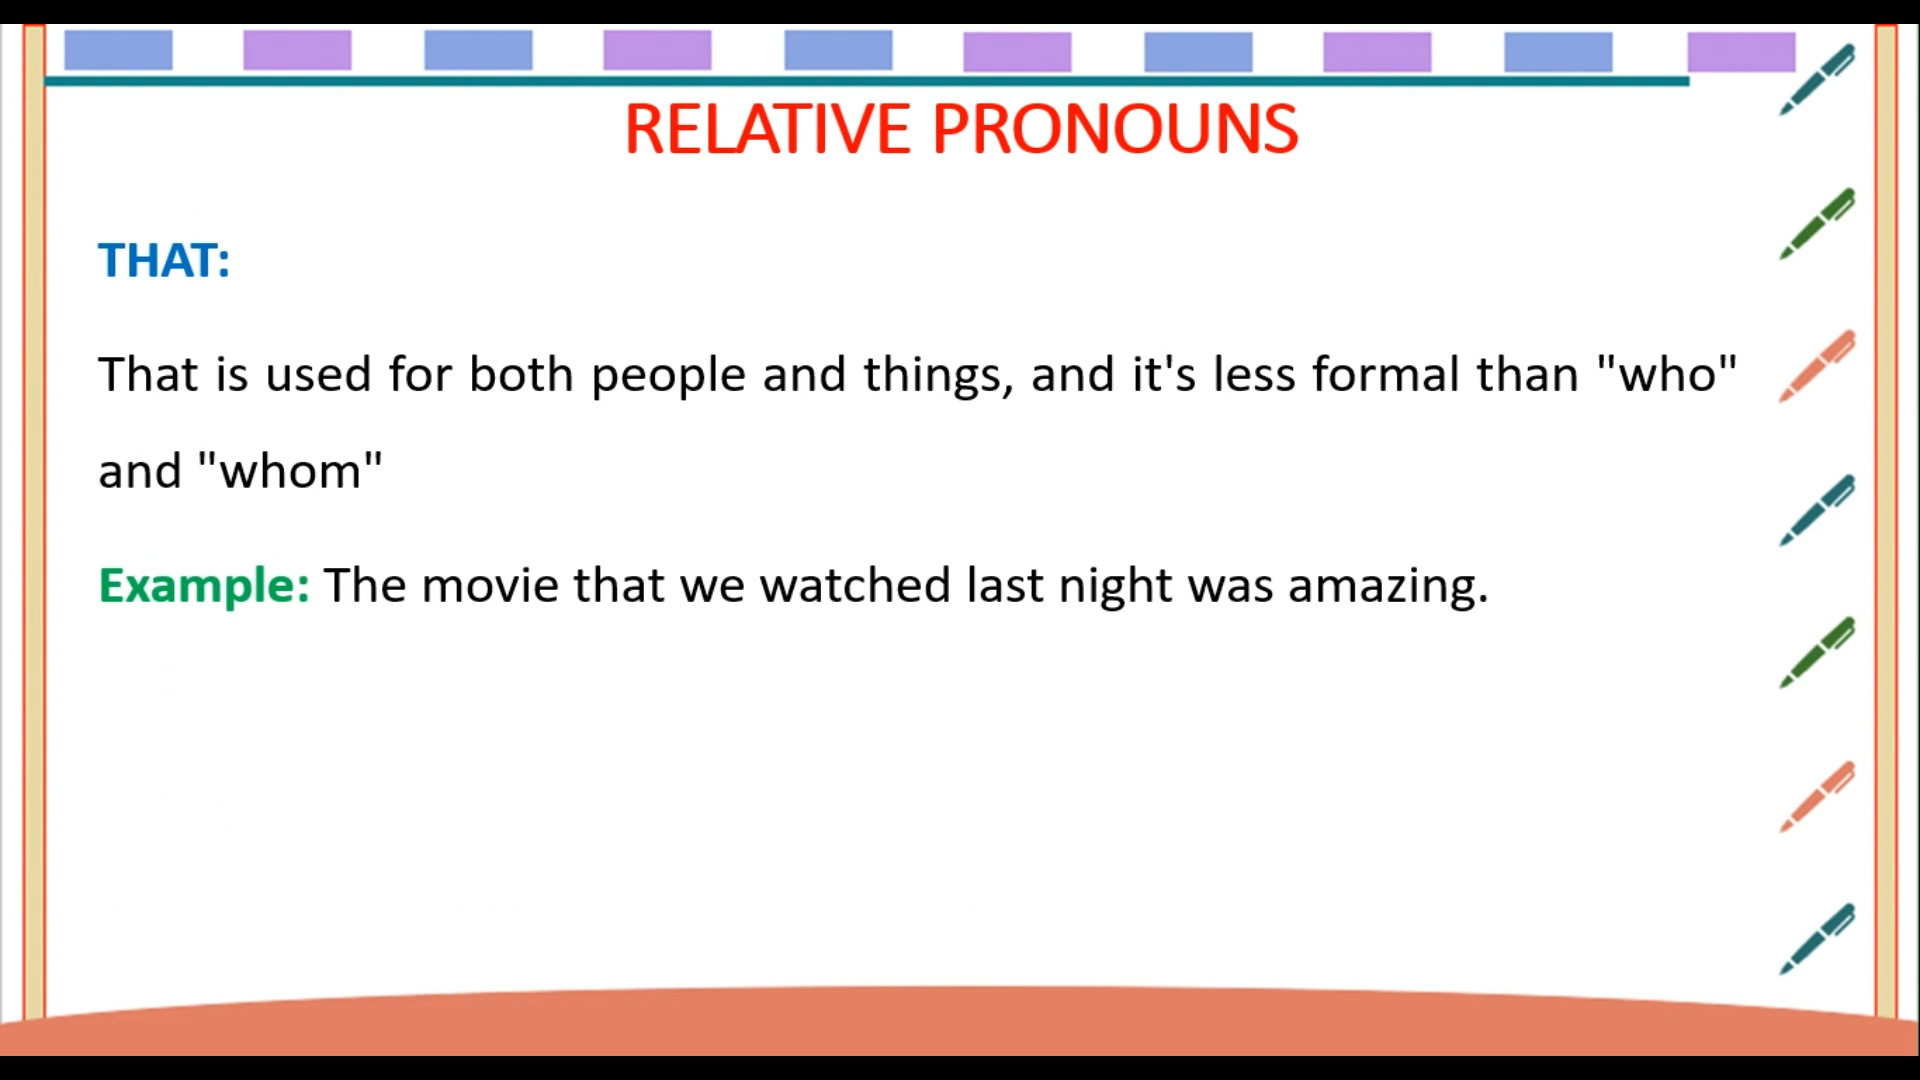 RELATIVE PRONOUNS
THAT:
That is used for both people and things, and it's less formal than "who"
and "whom"
Example: The movie that we watched last night was amazing.